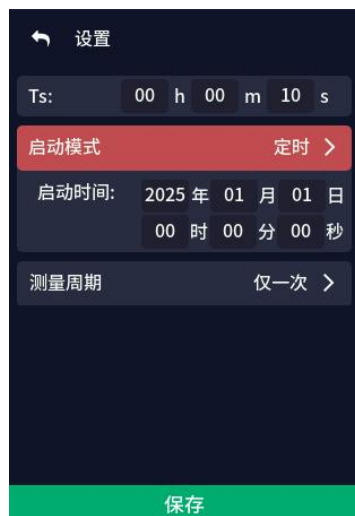 设置
Ts: 00 h 00 m 10 s
启动模式 定时
启动时间: 2025 年 01 月 01 日
00 时 00 分 00 秒
测量周期 仅一次
保存